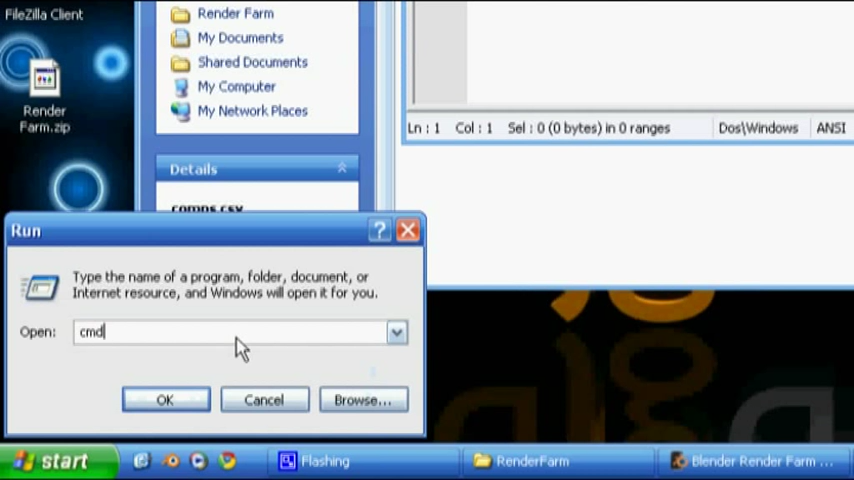 FileZilla Client
Render
Farm.zip
Render Farm
My Documents
Shared Documents
My Computer
My Network Places
Details
comps.csv
Ln : 1 Col : 1 Sel : 0 (0 bytes) in 0 ranges Dos\Windows ANSI
Run
Type the name of a program, folder, document, or
Internet resource, and Windows will open it for you.
Open: cmd
OK Cancel Browse...
start Flashing RenderFarm Blender Render Farm ...